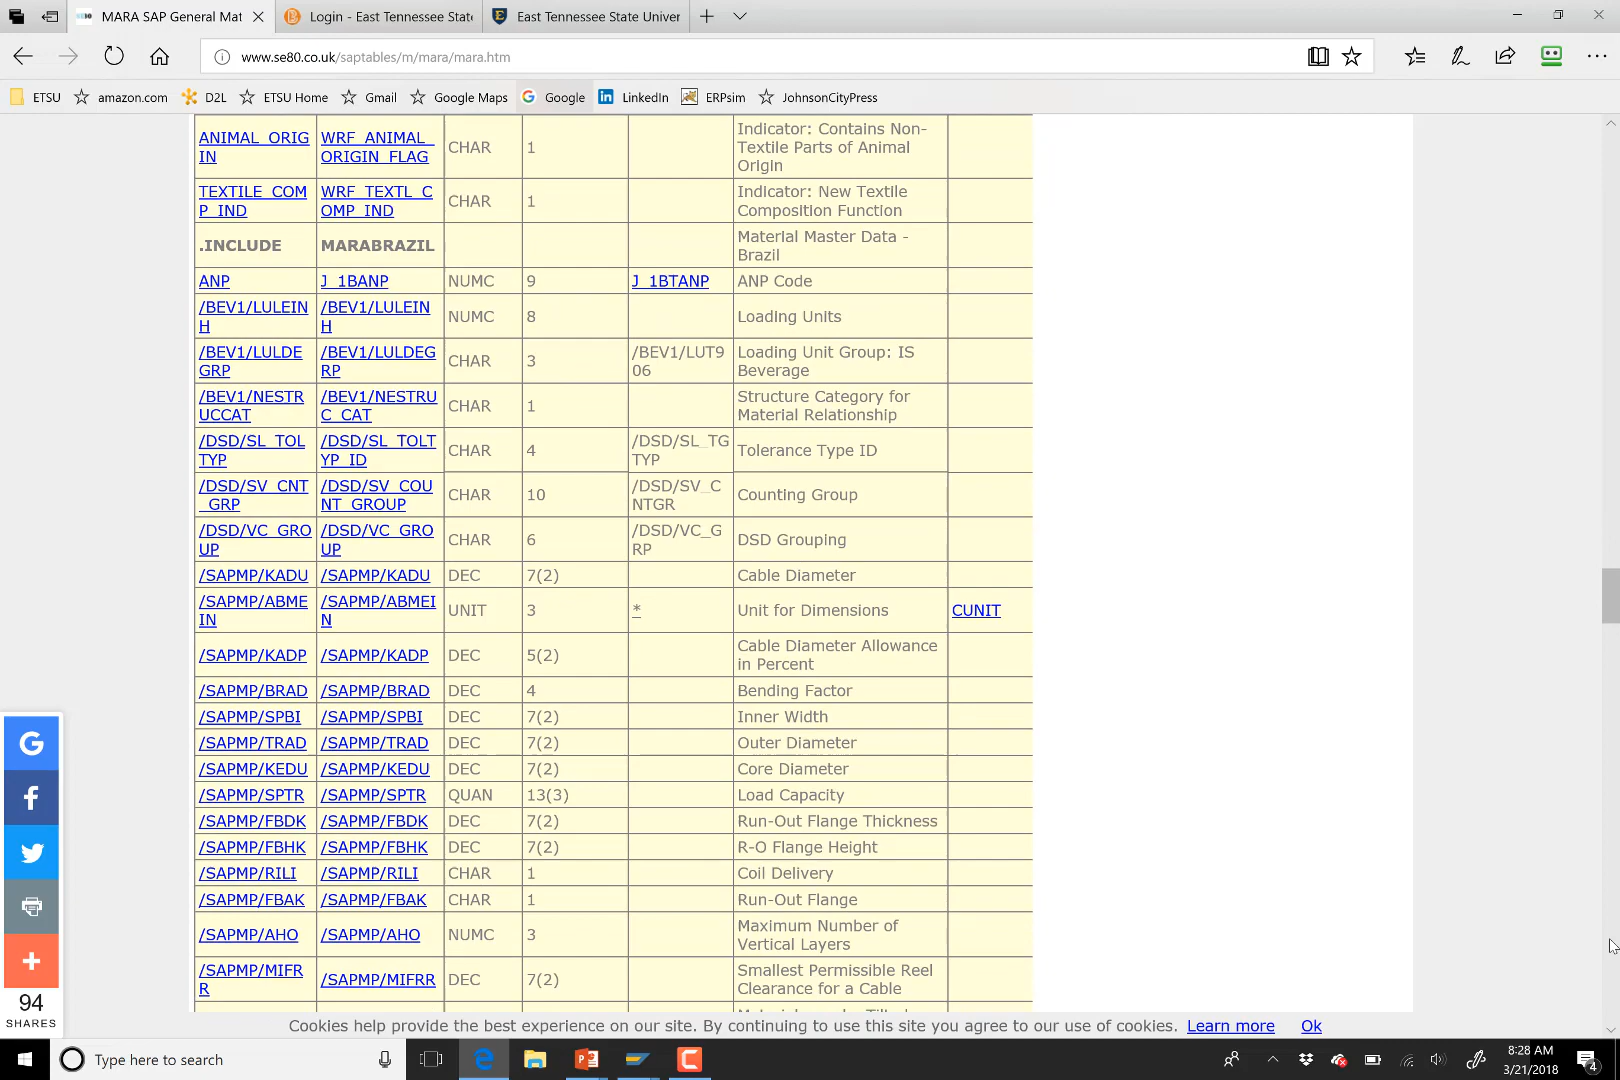 MARA SAP General Mat
Login - East Tennessee State
East Tennessee State Univer
www.se80.co.uk/saptables/m/mara/mara.htm
ETSU
amazon.com
D2L
ETSU Home
Gmail
Google Maps
Google
LinkedIn
ERPsim
JohnsonCityPress
ANIMAL_ORIG
IN
WRF_ANIMAL_
ORIGIN_FLAG
CHAR
1
Indicator: Contains Non-
Textile Parts of Animal
Origin
TEXTILE_COM
P_IND
WRF_TEXTL_C
OMP_IND
CHAR
1
Indicator: New Textile
Composition Function
.INCLUDE
MARABRAZIL
Material Master Data -
Brazil
ANP
J_1BANP
NUMC
9
J_1BTANP
ANP Code
/BEV1/LULEIN
H
/BEV1/LULEIN
H
NUMC
8
Loading Units
/BEV1/LULDE
GRP
/BEV1/LULDEG
RP
CHAR
3
/BEV1/LUT9
06
Loading Unit Group: IS
Beverage
/BEV1/NESTR
UCCAT
/BEV1/NESTRU
C_CAT
CHAR
1
Structure Category for
Material Relationship
/DSD/SL_TOL
TYP
/DSD/SL_TOLT
YP_ID
CHAR
4
/DSD/SL_TG
TYP
Tolerance Type ID
/DSD/SV_CNT
_GRP
/DSD/SV_COU
NT_GROUP
CHAR
10
/DSD/SV_C
NTGR
Counting Group
/DSD/VC_GRO
UP
/DSD/VC_GRO
UP
CHAR
6
/DSD/VC_G
RP
DSD Grouping
/SAPMP/KADU
/SAPMP/KADU
DEC
7(2)
Cable Diameter
/SAPMP/ABME
IN
/SAPMP/ABMEI
N
UNIT
3
*
Unit for Dimensions
CUNIT
/SAPMP/KADP
/SAPMP/KADP
DEC
5(2)
Cable Diameter Allowance
in Percent
/SAPMP/BRAD
/SAPMP/BRAD
DEC
4
Bending Factor
/SAPMP/SPBI
/SAPMP/SPBI
DEC
7(2)
Inner Width
/SAPMP/TRAD
/SAPMP/TRAD
DEC
7(2)
Outer Diameter
/SAPMP/KEDU
/SAPMP/KEDU
DEC
7(2)
Core Diameter
/SAPMP/SPTR
/SAPMP/SPTR
QUAN
13(3)
Load Capacity
/SAPMP/FBDK
/SAPMP/FBDK
DEC
7(2)
Run-Out Flange Thickness
/SAPMP/FBHK
/SAPMP/FBHK
DEC
7(2)
R-O Flange Height
/SAPMP/RILI
/SAPMP/RILI
CHAR
1
Coil Delivery
/SAPMP/FBAK
/SAPMP/FBAK
CHAR
1
Run-Out Flange
/SAPMP/AHO
/SAPMP/AHO
NUMC
3
Maximum Number of
Vertical Layers
/SAPMP/MIFR
R
/SAPMP/MIFRR
DEC
7(2)
Smallest Permissible Reel
Clearance for a Cable
94
SHARES
Cookies help provide the best experience on our site. By continuing to use this site you agree to our use of cookies. Learn more Ok
Type here to search
8:28 AM
3/21/2018
4